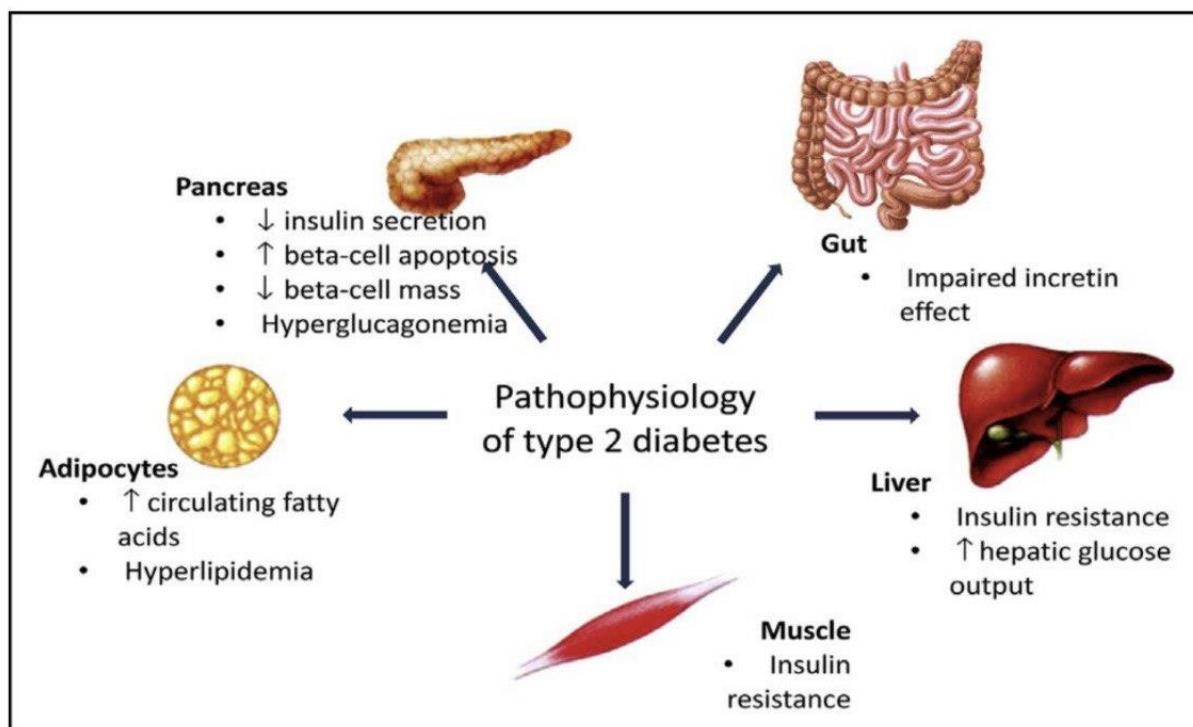 Pancreas
• ↓ insulin secretion
• ↑ beta-cell apoptosis
• ↓ beta-cell mass
• Hyperglucagonemia
Gut
• Impaired incretin
effect
Pathophysiology
of type 2 diabetes
Adipocytes
• ↑ circulating fatty
acids
• Hyperlipidemia
Liver
• Insulin resistance
• ↑ hepatic glucose
output
Muscle
• Insulin
resistance